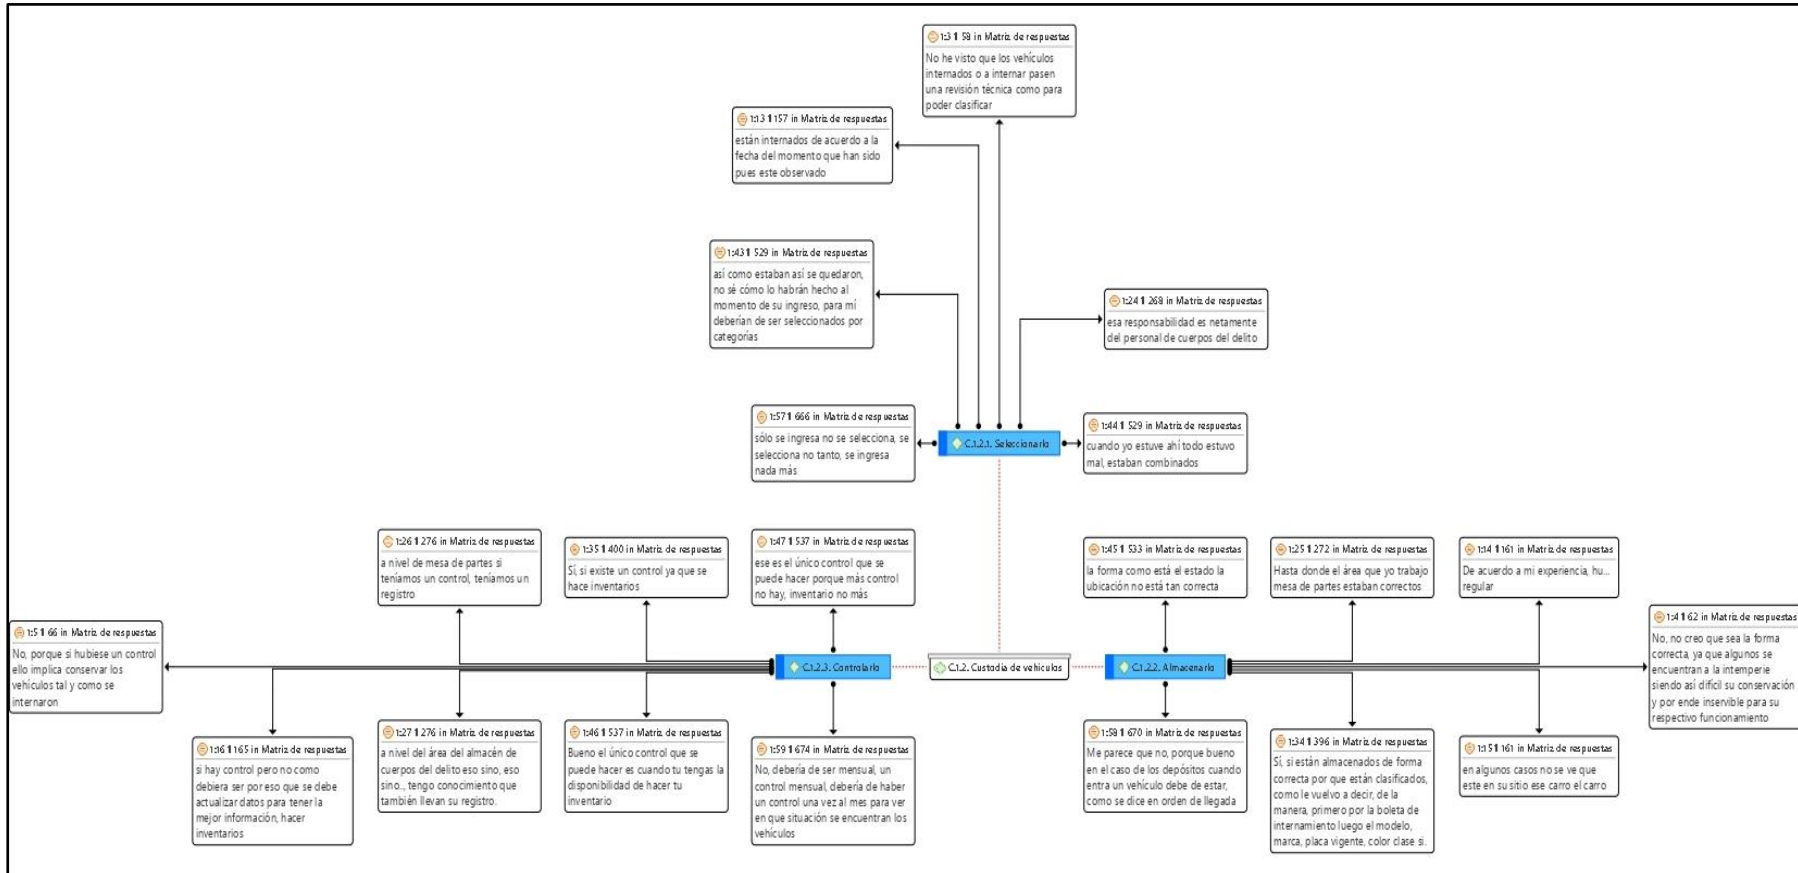 1:3 1 58 in Matriz de respuestas
No he visto que los vehículos
internados o a internar pasen
una revisión técnica como para
poder clasificar
1:13 1 157 in Matriz de respuestas
están internados de acuerdo a la
fecha del momento que han sido
pues este observado
1:43 1 529 in Matriz de respuestas
así como estaban así se quedaron,
no sé cómo lo habrán hecho al
momento de su ingreso, para mí
deberían de ser seleccionados por
categorías
1:24 1 268 in Matriz de respuestas
esa responsabilidad es netamente
del personal de cuerpos del delito
1:57 1 666 in Matriz de respuestas
sólo se ingresa no se selecciona, se
selecciona no tanto, se ingresa
nada más
C.1.2.1. Seleccionarlo
1:44 1 529 in Matriz de respuestas
cuando yo estuve ahí todo estuvo
mal, estaban combinados
1:26 1 276 in Matriz de respuestas
a nivel de mesa de partes si
teníamos un control, teníamos un
registro
1:35 1 400 in Matriz de respuestas
Sí, si existe un control ya que se
hace inventarios
1:47 1 537 in Matriz de respuestas
ese es el único control que se
puede hacer porque más control
no hay, inventario no más
1:45 1 533 in Matriz de respuestas
la forma como está el estado la
ubicación no está tan correcta
1:25 1 272 in Matriz de respuestas
Hasta donde el área que yo trabajo
mesa de partes estaban correctos
1:14 1 161 in Matriz de respuestas
De acuerdo a mi experiencia, hu...
regular
1:5 1 66 in Matriz de respuestas
No, porque si hubiese un control
ello implica conservar los
vehículos tal y como se
internaron
C.1.2.3. Controlarlo
C.1.2. Custodia de vehículos
C.1.2.2. Almacenarlo
1:4 1 62 in Matriz de respuestas
No, no creo que sea la forma
correcta, ya que algunos se
encuentran a la intemperie
siendo así difícil su conservación
y por ende inservible para su
respectivo funcionamiento
1:16 1 165 in Matriz de respuestas
si hay control pero no como
debiera ser por eso que se debe
actualizar datos para tener la
mejor información, hacer
inventarios
1:27 1 276 in Matriz de respuestas
a nivel del área del almacén de
cuerpos del delito eso sino, eso
sino.., tengo conocimiento que
también llevan su registro.
1:46 1 537 in Matriz de respuestas
Bueno el único control que se
puede hacer es cuando tu tengas la
disponibilidad de hacer tu
inventario
1:59 1 674 in Matriz de respuestas
No, debería de ser mensual, un
control mensual, debería de haber
un control una vez al mes para ver
en que situación se encuentran los
vehículos
1:58 1 670 in Matriz de respuestas
Me parece que no, porque bueno
en el caso de los depósitos cuando
entra un vehículo debe de estar,
como se dice en orden de llegada
1:34 1 396 in Matriz de respuestas
Sí, si están almacenados de forma
correcta por que están clasificados,
como le vuelvo a decir, de la
manera, primero por la boleta de
internamiento luego el modelo,
marca, placa vigente, color clase si.
1:15 1 161 in Matriz de respuestas
en algunos casos no se ve que
este en su sitio ese carro el carro